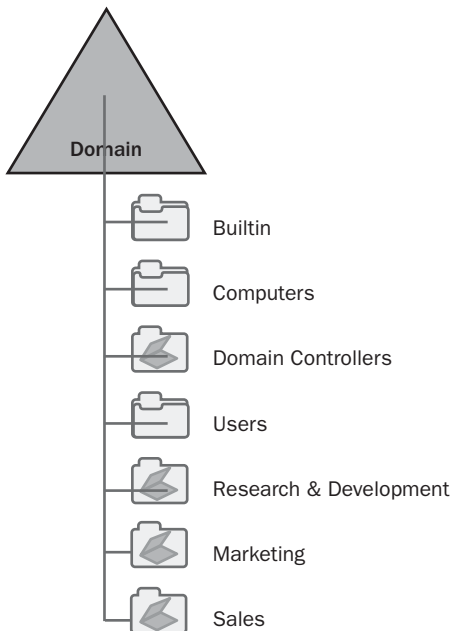 Domain
Builtin
Computers
Domain Controllers
Users
Research & Development
Marketing
Sales